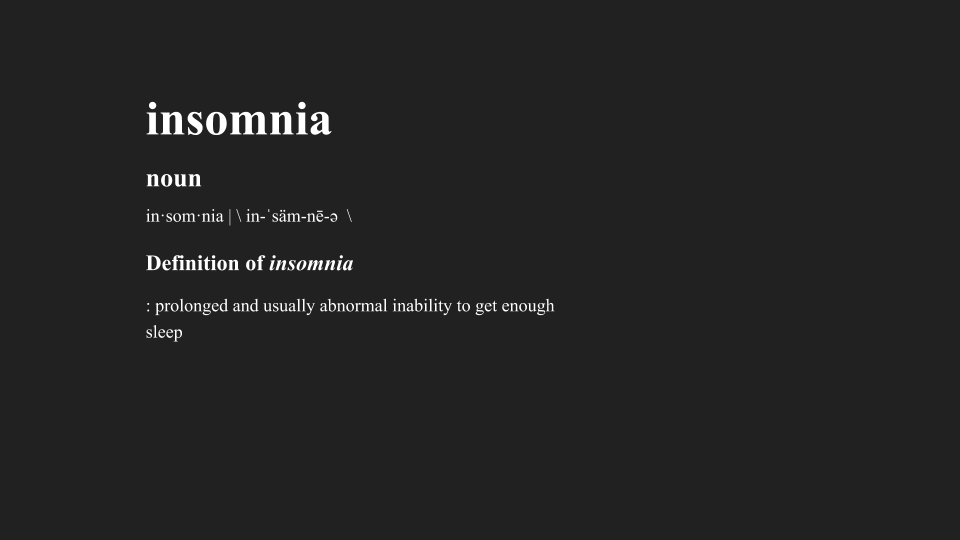 insomnia
noun
in·som·nia | \ in-ˈsäm-nē-ə \
Definition of insomnia
: prolonged and usually abnormal inability to get enough
sleep